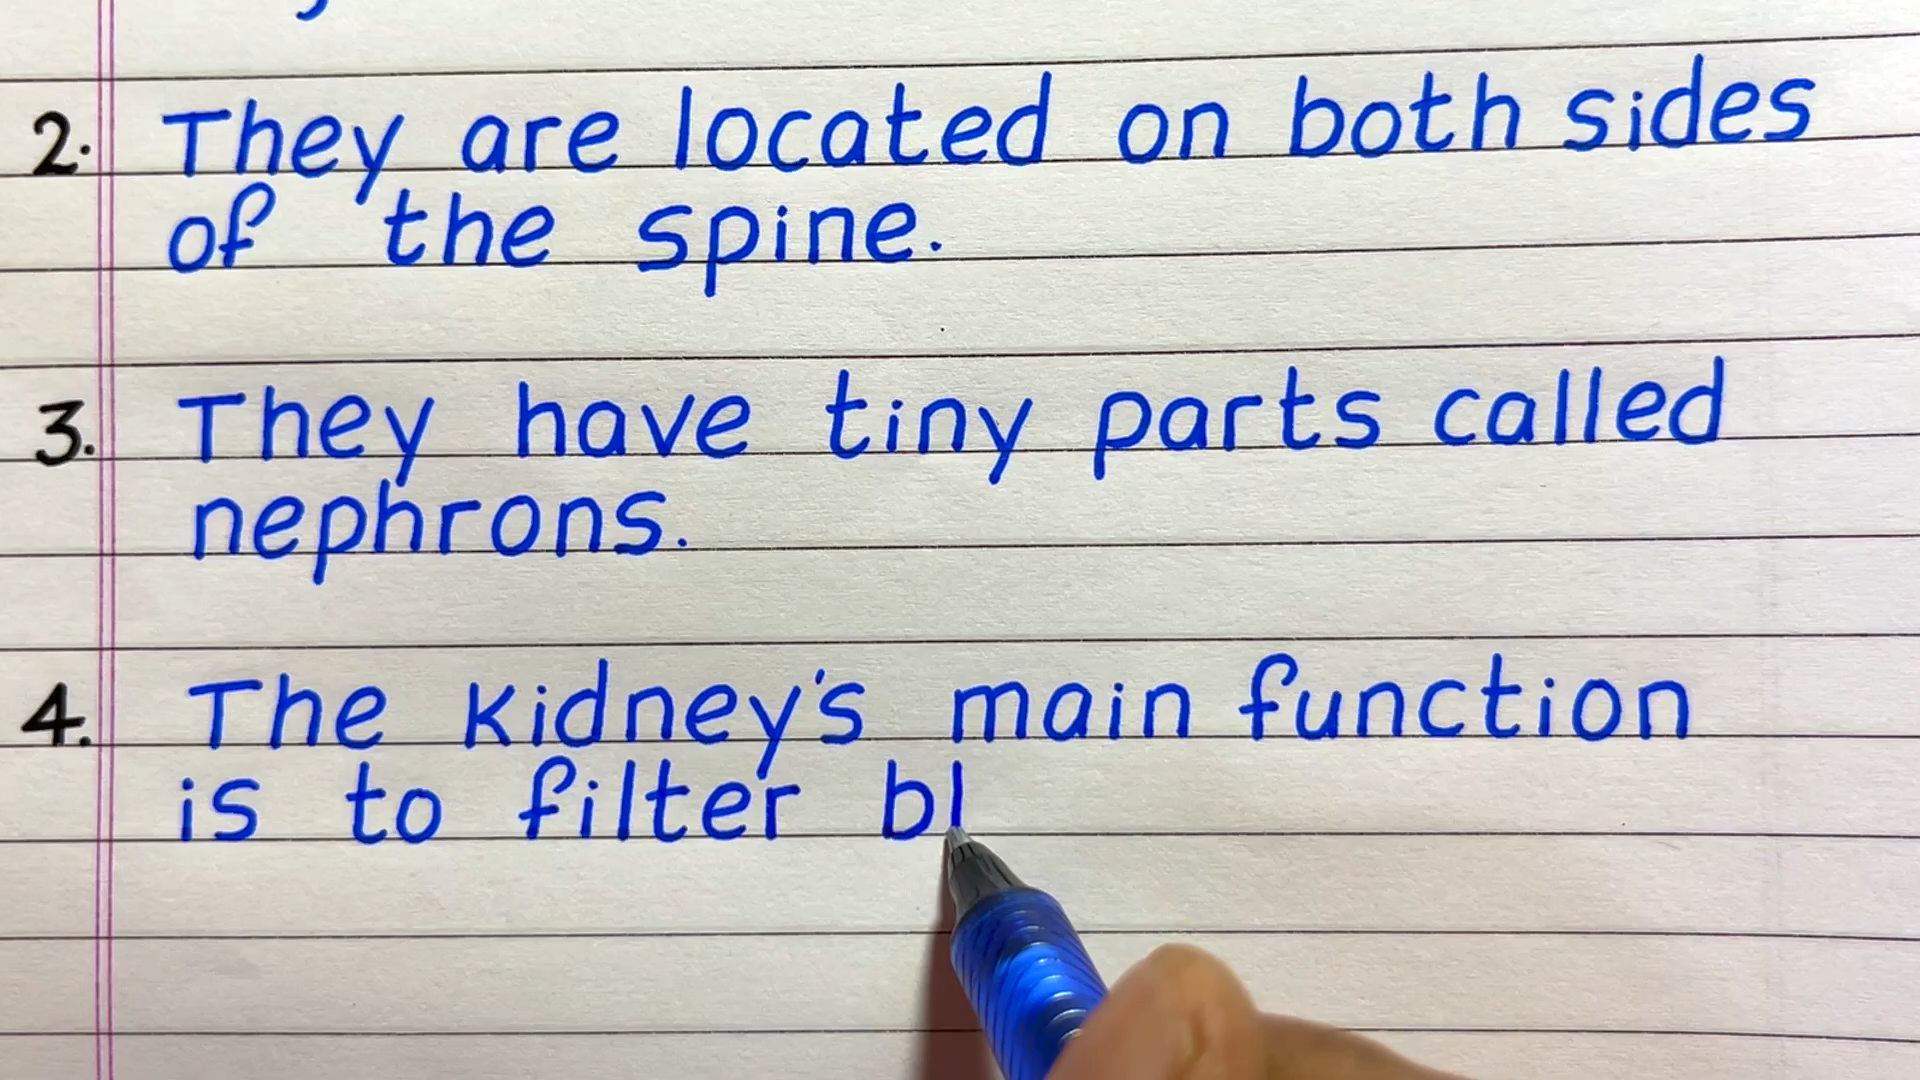 2. They are located on both sides
of the spine.
3. They have tiny parts called
nephrons.
4. The Kidney's main function
is to filter bl